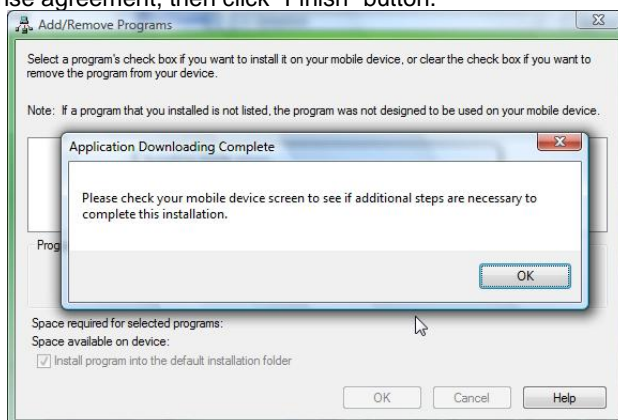 agreement, then click "Finish" button.
Add/Remove Programs
Select a program's check box if you want to install it on your mobile device, or clear the check box if you want to
remove the program from your device.
Note: If a program that you installed is not listed, the program was not designed to be used on your mobile device.
Application Downloading Complete
Please check your mobile device screen to see if additional steps are necessary to
complete this installation.
OK
Space required for selected programs:
Space available on device:
Install program into the default installation folder
OK Cancel Help